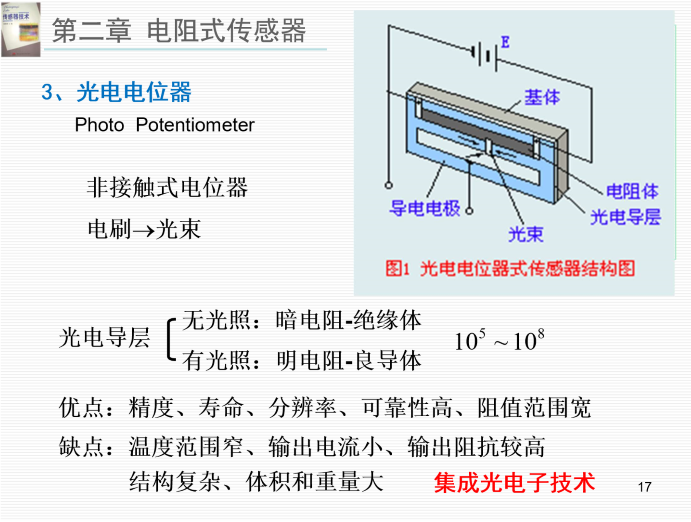 传感器技术
第二章 电阻式传感器
3、光电电位器
Photo Potentiometer
非接触式电位器
电刷→光束
E
基体
电阻体
导电电极
光电导层
光束
图1 光电电位器式传感器结构图
光电导层
无光照：暗电阻-绝缘体
有光照：明电阻-良导体
10⁵ ~ 10⁸
优点：精度、寿命、分辨率、可靠性高、阻值范围宽
缺点：温度范围窄、输出电流小、输出阻抗较高
结构复杂、体积和重量大
集成光电子技术
17